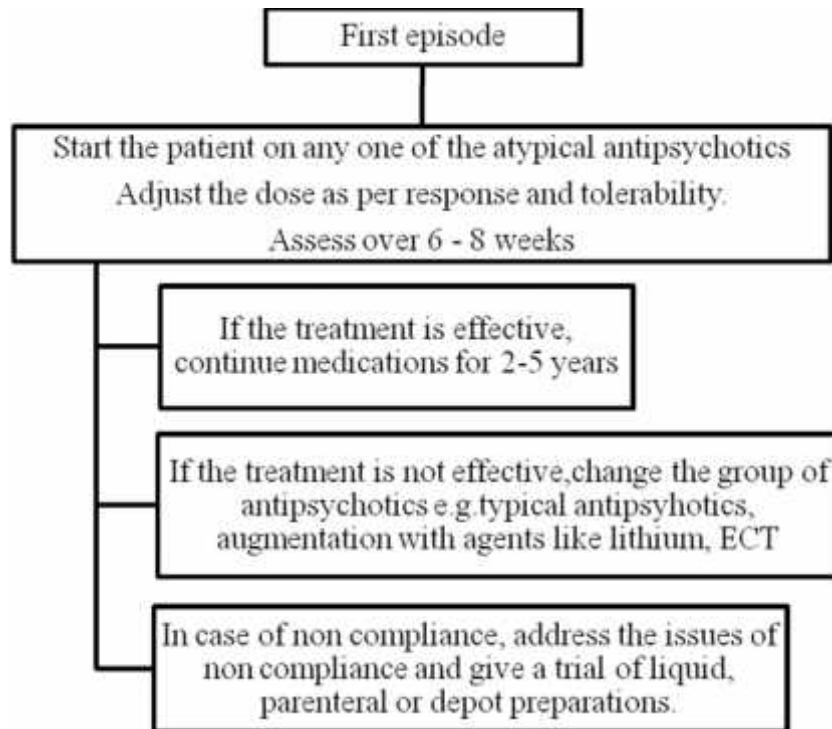 First episode
Start the patient on any one of the atypical antipsychotics
Adjust the dose as per response and tolerability.
Assess over 6 - 8 weeks
If the treatment is effective,
continue medications for 2-5 years
If the treatment is not effective,change the group of
antipsychotics e.g.typical antipsyhotics,
augmentation with agents like lithium, ECT
In case of non compliance, address the issues of
non compliance and give a trial of liquid,
parenteral or depot preparations.